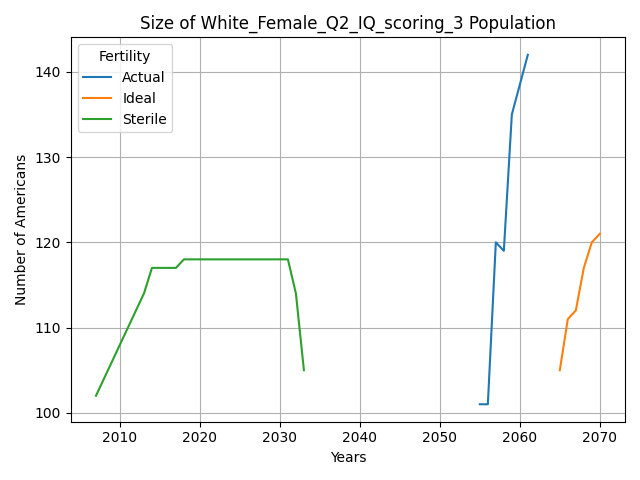 Size of White_Female_Q2_IQ_scoring_3 Population
Fertility
Actual
Ideal
Sterile
140
130
120
110
100
Number of Americans
2010 2020 2030 2040 2050 2060 2070
Years